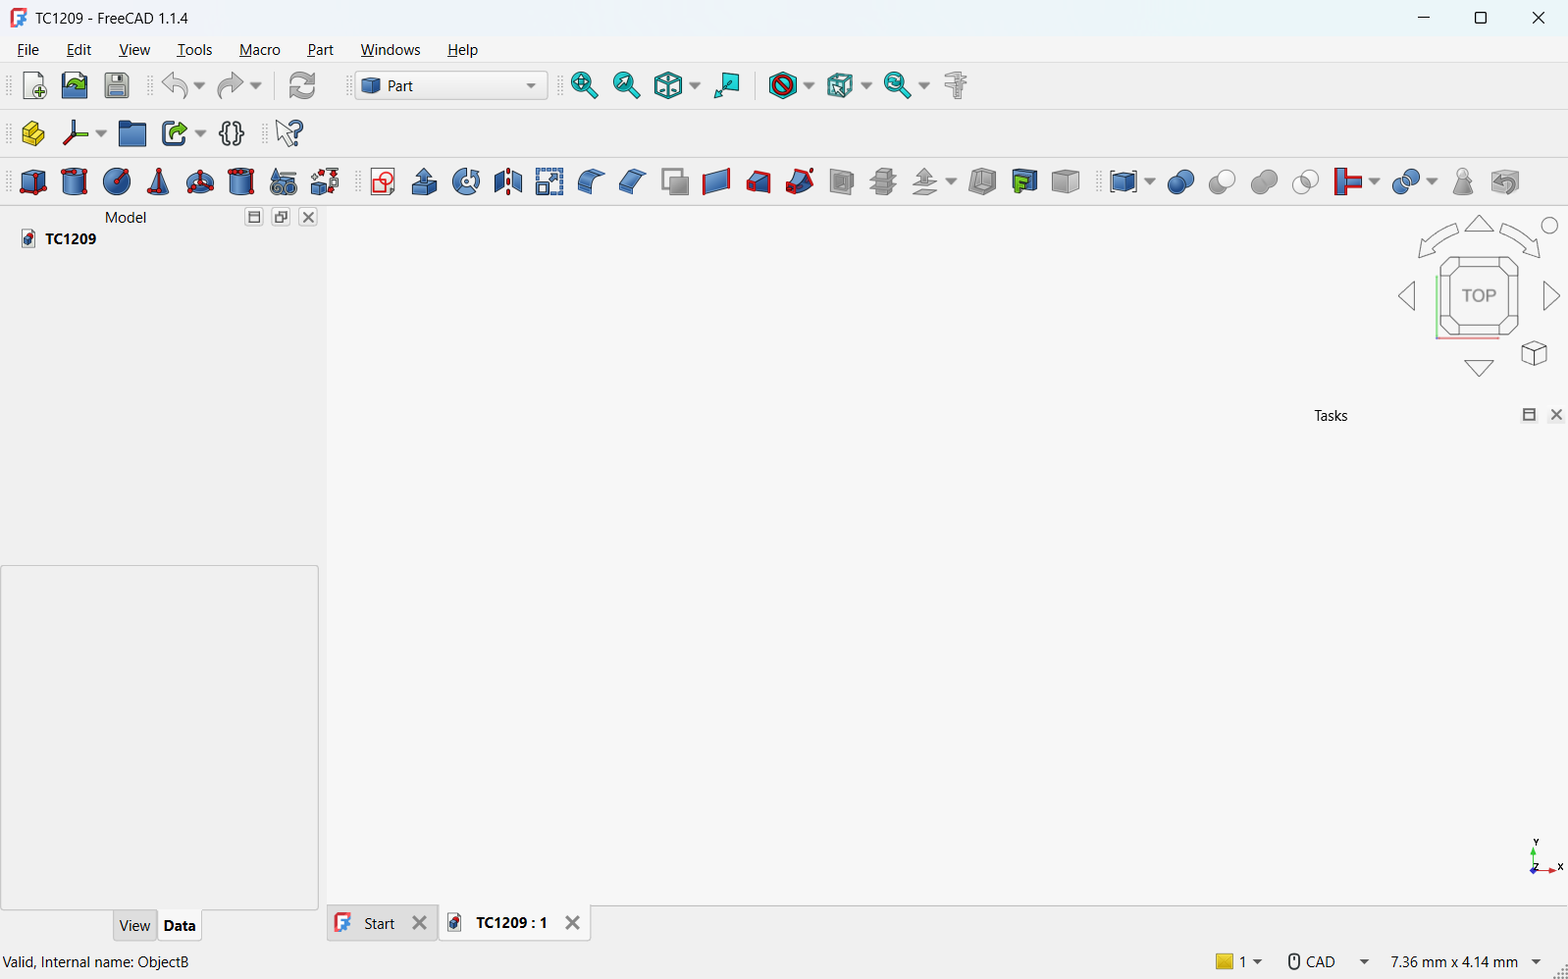 TC1209 - FreeCAD 1.1.4
File Edit View Tools Macro Part Windows Help
Part
Model
TC1209
TOP
Tasks
Y
Z X
View Data
Start TC1209 : 1
Valid, Internal name: ObjectB
1 CAD 7.36 mm x 4.14 mm